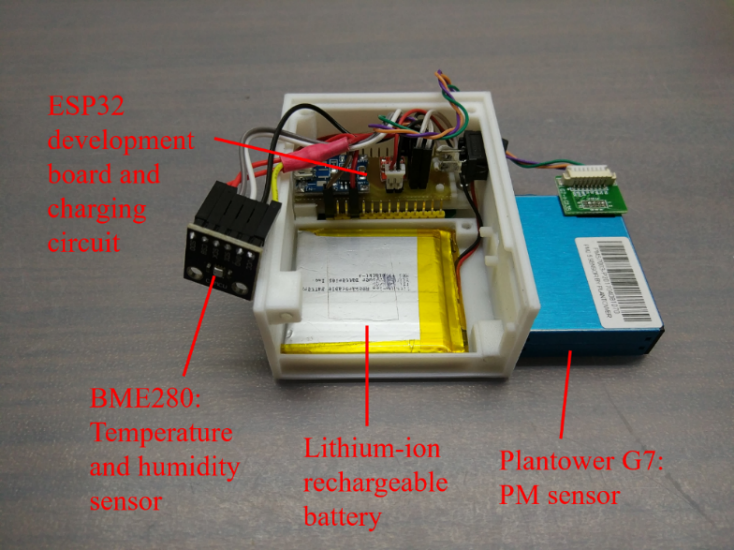 ESP32
development
board and
charging
circuit
BME280:
Temperature
and humidity
sensor
Lithium-ion
rechargeable
battery
Plantower G7:
PM sensor